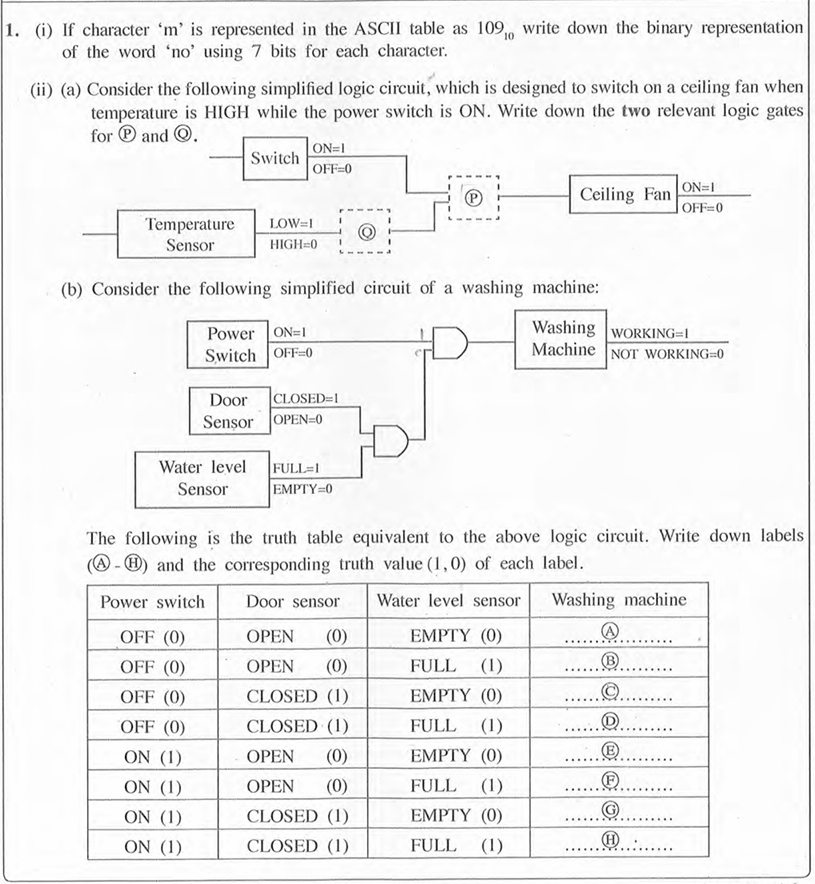 1. (i) If character ‘m’ is represented in the ASCII table as 109₁₀ write down the binary representation
of the word ‘no’ using 7 bits for each character.
(ii) (a) Consider the following simplified logic circuit, which is designed to switch on a ceiling fan when
temperature is HIGH while the power switch is ON. Write down the two relevant logic gates
for Ⓟ and Ⓠ.
Switch
ON=1
OFF=0
Ⓟ
Ceiling Fan
ON=1
OFF=0
Temperature
Sensor
LOW=1
HIGH=0
Ⓠ
(b) Consider the following simplified circuit of a washing machine:
Power
Switch
ON=1
OFF=0
Washing
Machine
WORKING=1
NOT WORKING=0
Door
Sensor
CLOSED=1
OPEN=0
Water level
Sensor
FULL=1
EMPTY=0
The following is the truth table equivalent to the above logic circuit. Write down labels
(Ⓐ - Ⓗ) and the corresponding truth value (1, 0) of each label.
Power switch Door sensor Water level sensor Washing machine
OFF (0) OPEN (0) EMPTY (0) ......Ⓐ.........
OFF (0) OPEN (0) FULL (1) ......Ⓑ.........
OFF (0) CLOSED (1) EMPTY (0) ......Ⓒ.........
OFF (0) CLOSED (1) FULL (1) ......Ⓓ.........
ON (1) OPEN (0) EMPTY (0) ......Ⓔ.........
ON (1) OPEN (0) FULL (1) ......Ⓕ.........
ON (1) CLOSED (1) EMPTY (0) ......Ⓖ.........
ON (1) CLOSED (1) FULL (1) ......Ⓗ.........